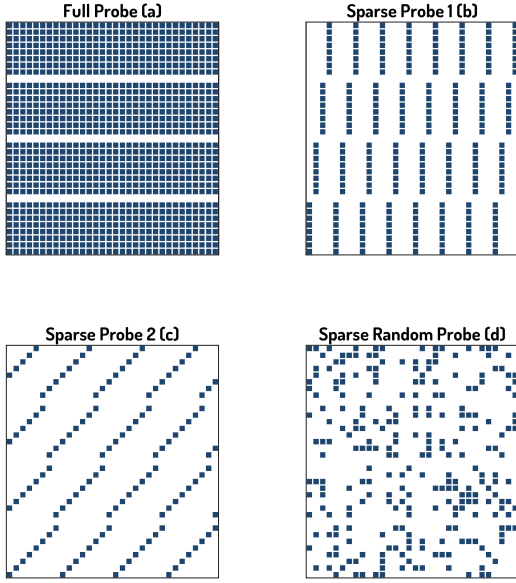 Full Probe (a)
Sparse Probe 1 (b)
Sparse Probe 2 (c)
Sparse Random Probe (d)